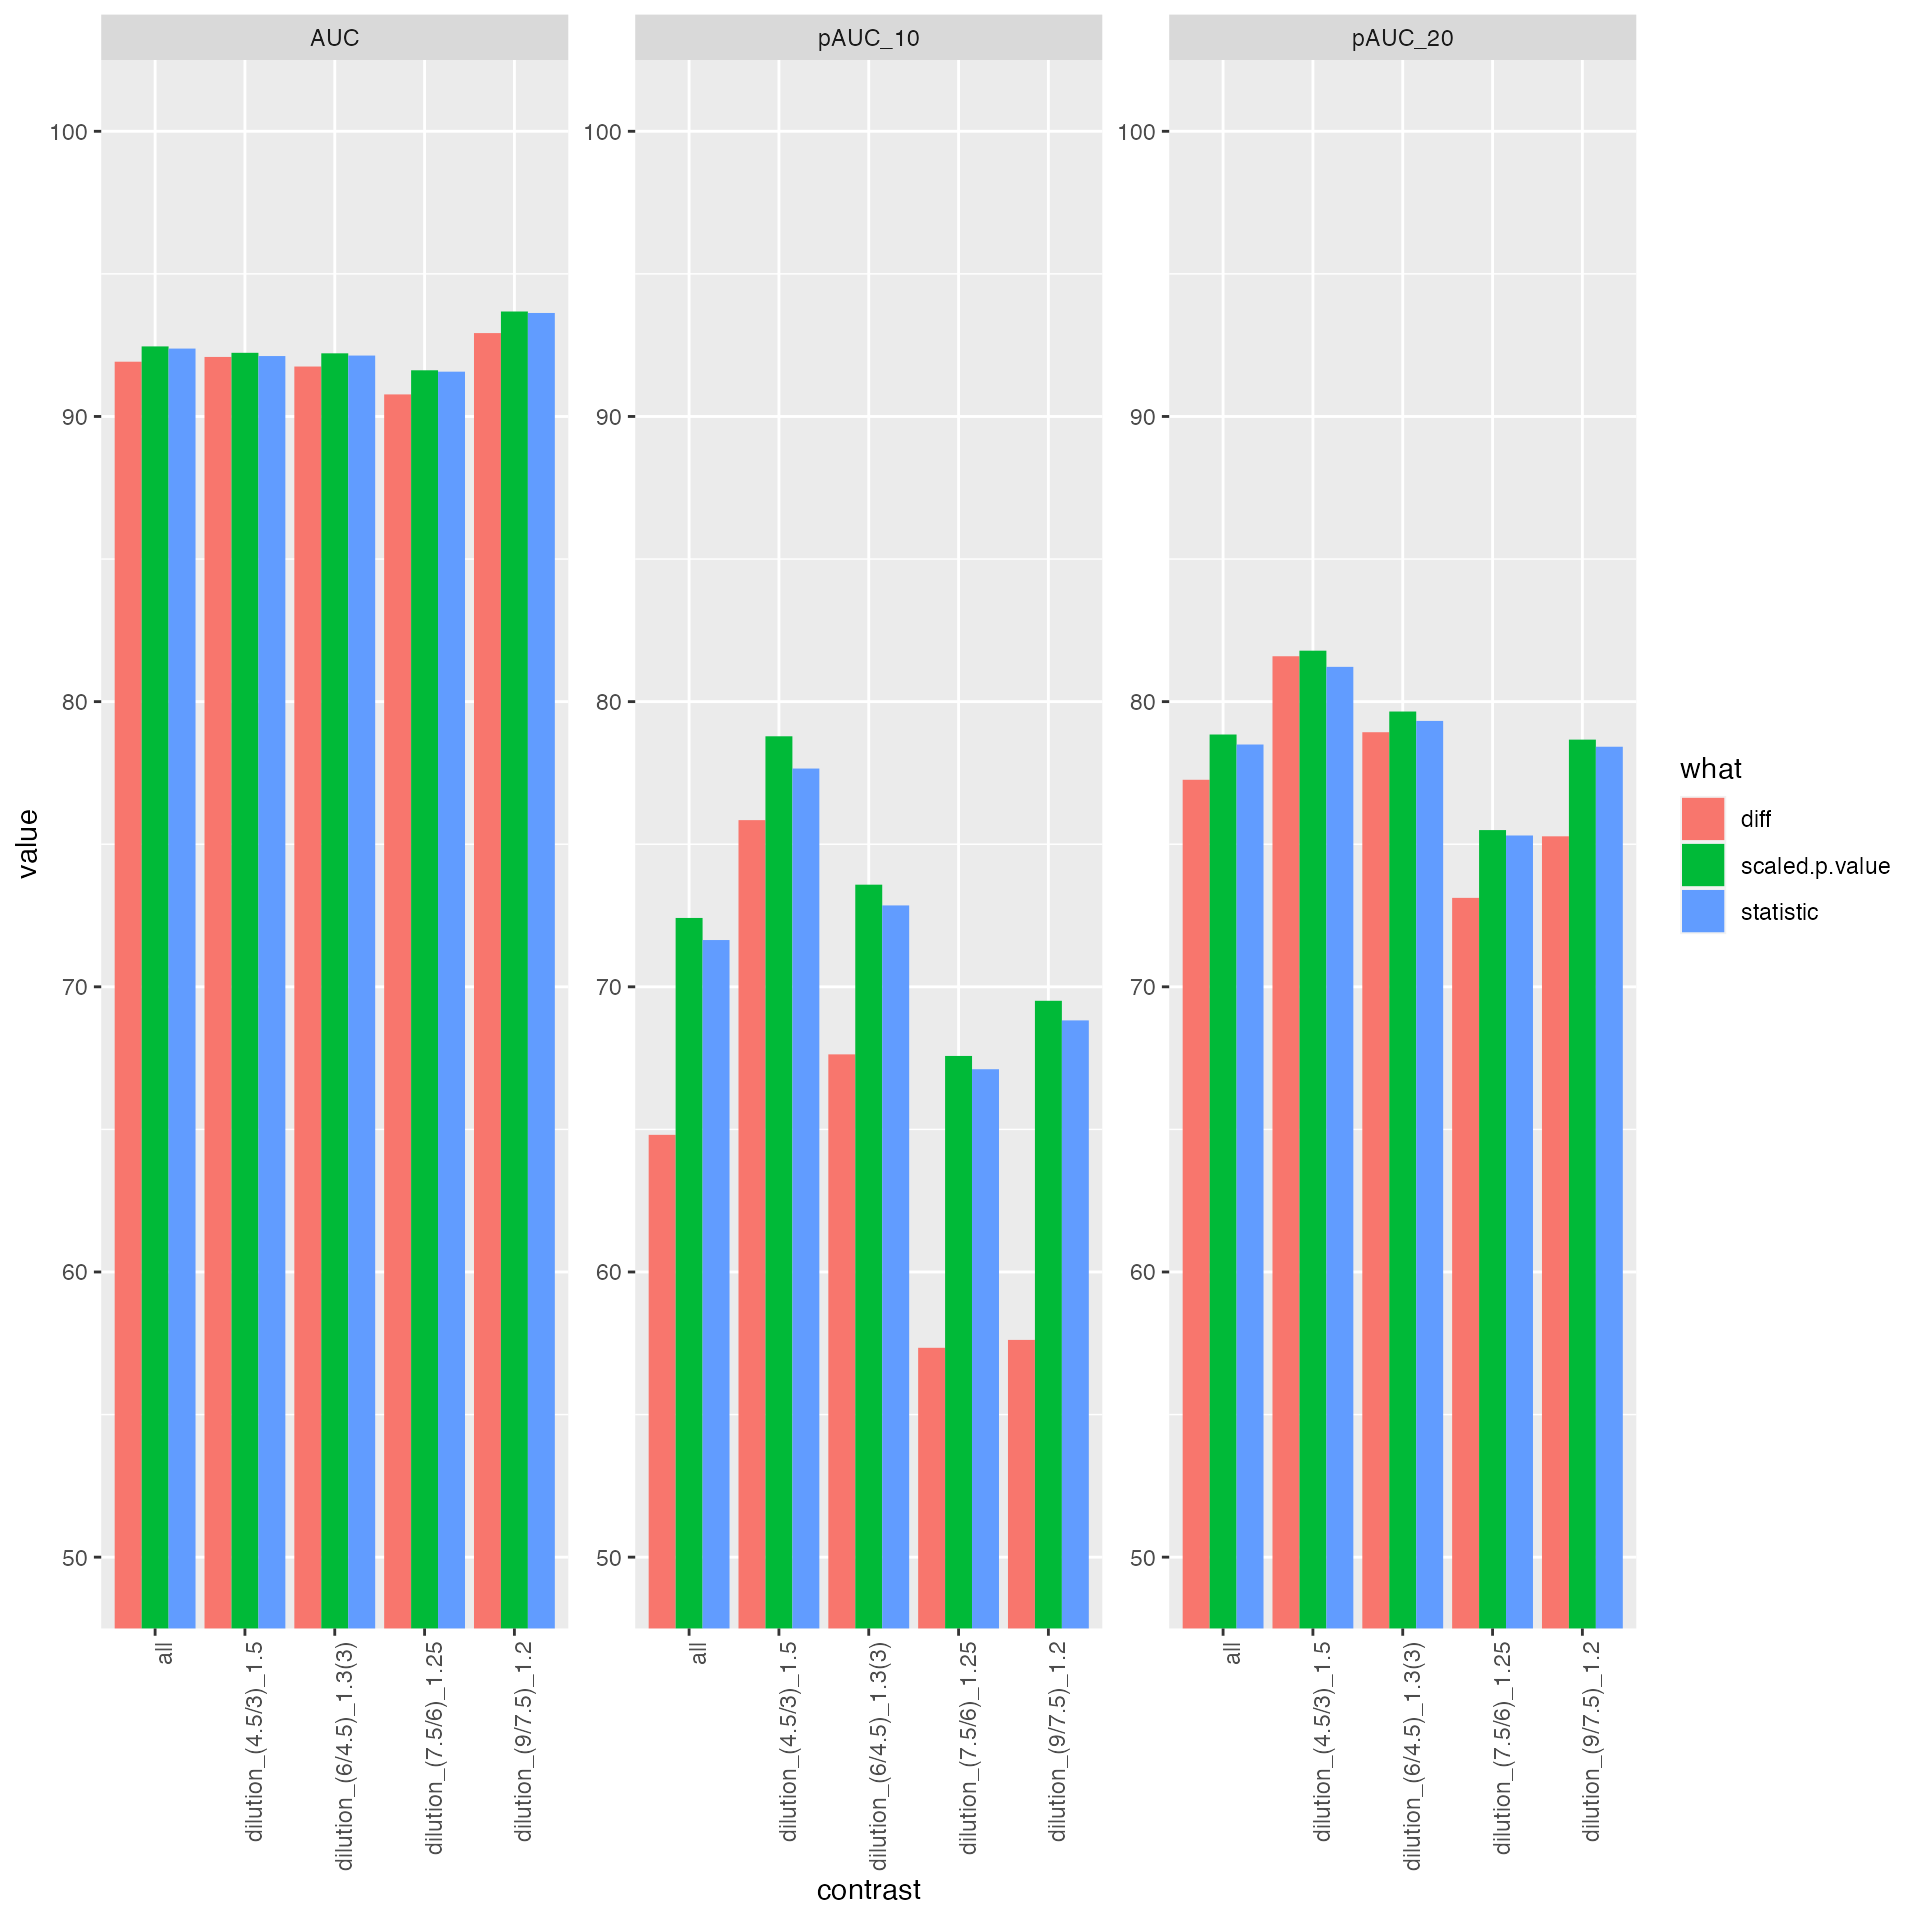 AUC
pAUC_10
pAUC_20
value
100
90
80
70
60
50
100
90
80
70
60
50
100
90
80
70
60
50
all
dilution_(4.5/3)_1.5
dilution_(6/4.5)_1.3(3)
dilution_(7.5/6)_1.25
dilution_(9/7.5)_1.2
all
dilution_(4.5/3)_1.5
dilution_(6/4.5)_1.3(3)
dilution_(7.5/6)_1.25
dilution_(9/7.5)_1.2
all
dilution_(4.5/3)_1.5
dilution_(6/4.5)_1.3(3)
dilution_(7.5/6)_1.25
dilution_(9/7.5)_1.2
contrast
what
diff
scaled.p.value
statistic